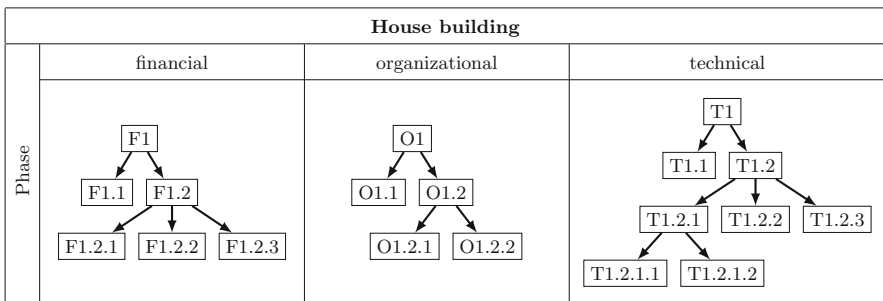 House building
financial organizational technical
Phase
F1 O1 T1
F1.1 F1.2 O1.1 O1.2 T1.1 T1.2
F1.2.1 F1.2.2 F1.2.3 O1.2.1 O1.2.2 T1.2.1 T1.2.2 T1.2.3
T1.2.1.1 T1.2.1.2